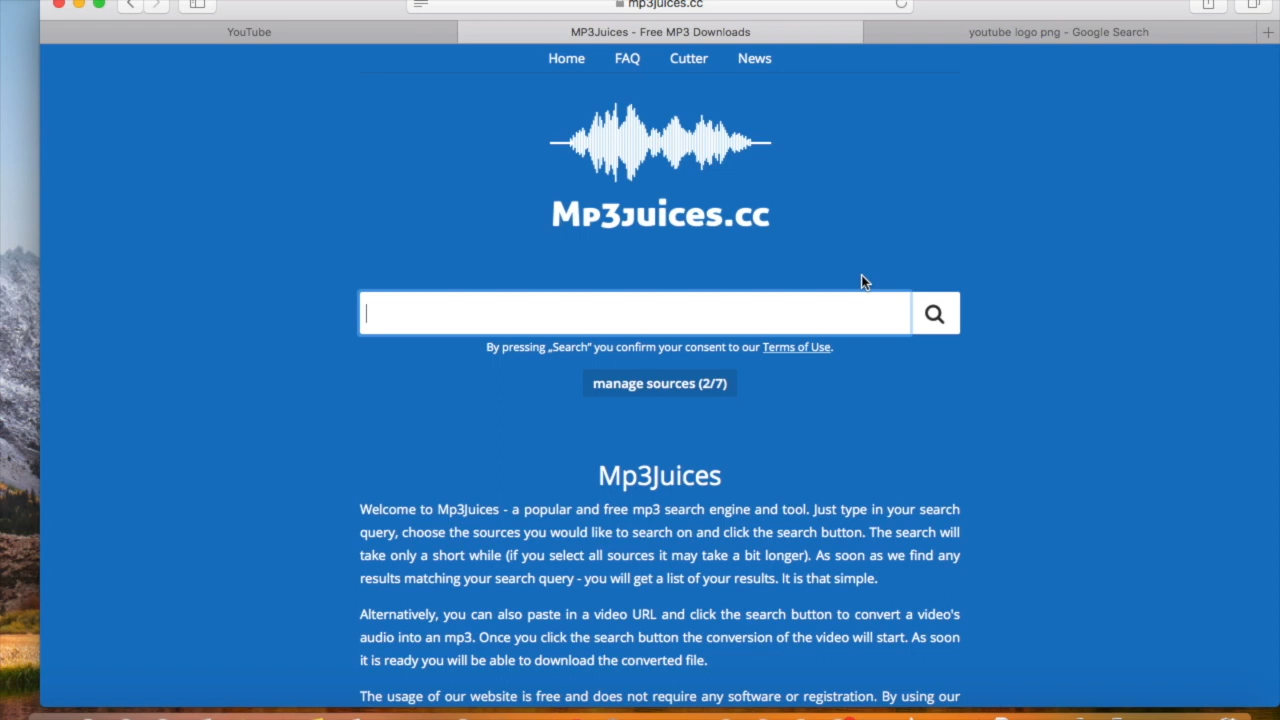 mp3juices.cc
YouTube
MP3Juices - Free MP3 Downloads
youtube logo png - Google Search
Home
FAQ
Cutter
News
Mp3juices.cc
By pressing „Search” you confirm your consent to our Terms of Use.
manage sources (2/7)
Mp3Juices
Welcome to Mp3Juices - a popular and free mp3 search engine and tool. Just type in your search
query, choose the sources you would like to search on and click the search button. The search will
take only a short while (if you select all sources it may take a bit longer). As soon as we find any
results matching your search query - you will get a list of your results. It is that simple.
Alternatively, you can also paste in a video URL and click the search button to convert a video's
audio into an mp3. Once you click the search button the conversion of the video will start. As soon
it is ready you will be able to download the converted file.
The usage of our website is free and does not require any software or registration. By using our